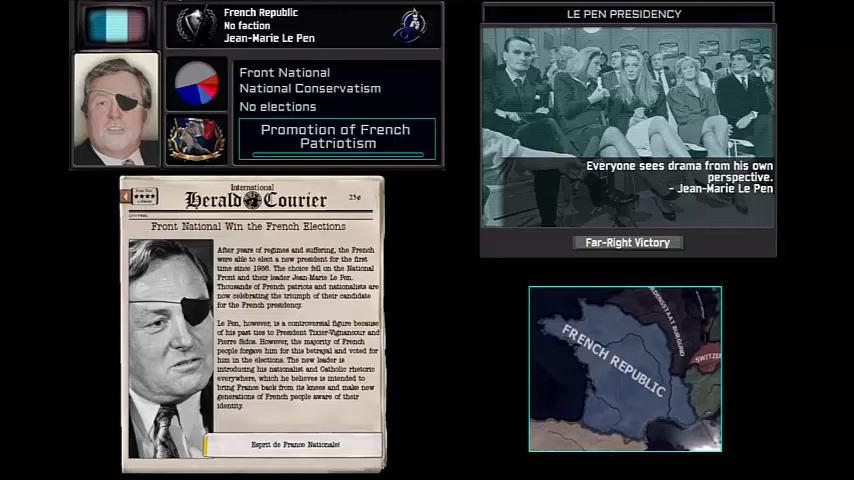 French Republic
No faction
Jean-Marie Le Pen
Front National
National Conservatism
No elections
Promotion of French
Patriotism
LE PEN PRESIDENCY
Everyone sees drama from his own
perspective.
- Jean-Marie Le Pen
Far-Right Victory
International
Herald Courier
25¢
Front National Win the French Elections
After years of regimes and suffering, the French
were able to elect a new president for the first
time since 1936. The choice fell on the National
Front and their leader Jean-Marie Le Pen.
Thousands of French patriots and nationalists are
now celebrating the triumph of their candidate
for the French presidency.
Le Pen, however, is a controversial figure because
of his past ties to President Tixier-Vignancour and
Pierre Sidos. However, the majority of French
people forgave him for this betrayal and voted for
him in the elections. The new leader is
introducing his nationalist and Catholic rhetoric
everywhere, which he believes is intended to
bring France back from its knees and make new
generations of French people aware of their
identity.
Esprit de France Nationale!
FRENCH REPUBLIC
BURGUND
SWITZER